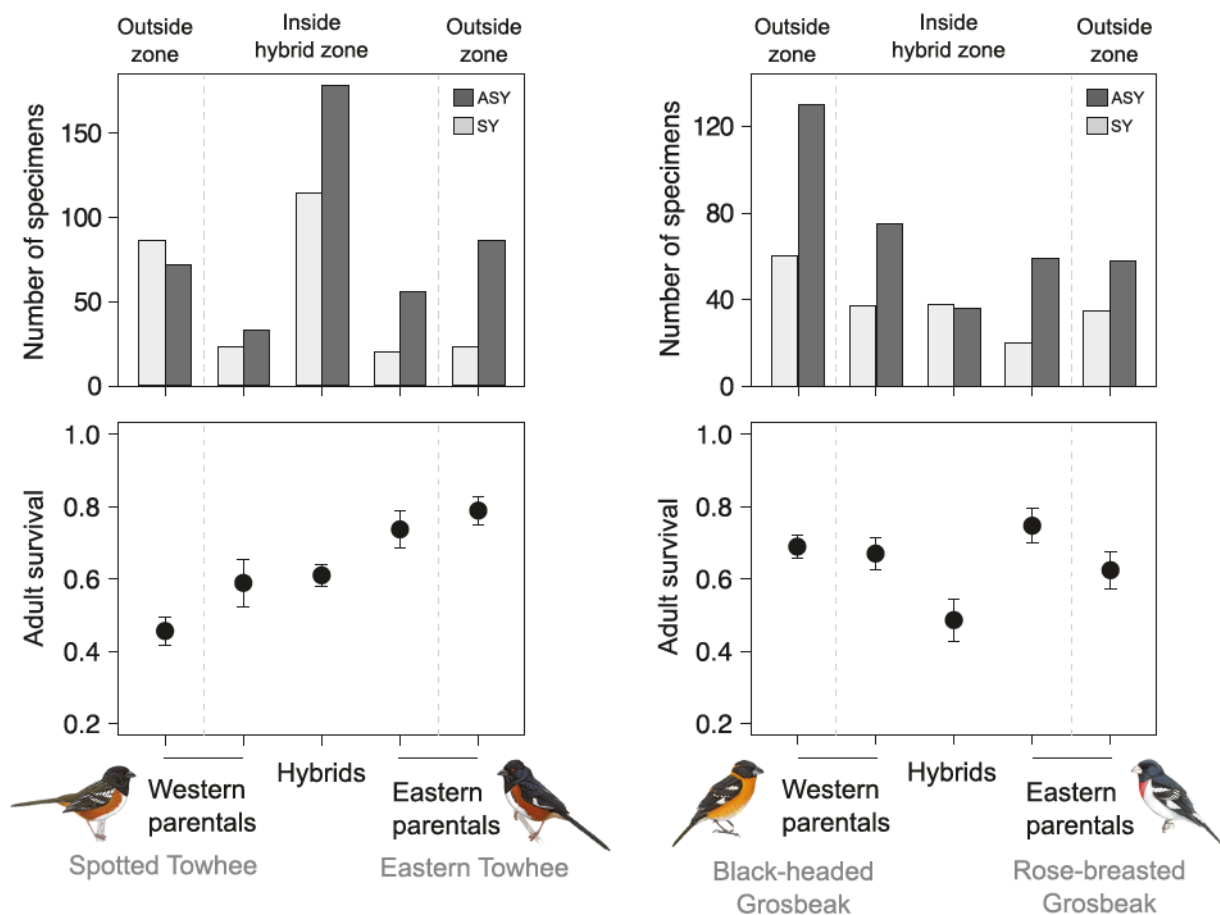 Outside
zone
Inside
hybrid zone
Outside
zone
Number of specimens
150
100
50
0
ASY
SY
Adult survival
1.0
0.8
0.6
0.4
0.2
Western
parentals
Hybrids
Eastern
parentals
Spotted Towhee
Eastern Towhee
Outside
zone
Inside
hybrid zone
Outside
zone
Number of specimens
120
80
40
0
ASY
SY
Adult survival
1.0
0.8
0.6
0.4
0.2
Western
parentals
Hybrids
Eastern
parentals
Black-headed
Grosbeak
Rose-breasted
Grosbeak